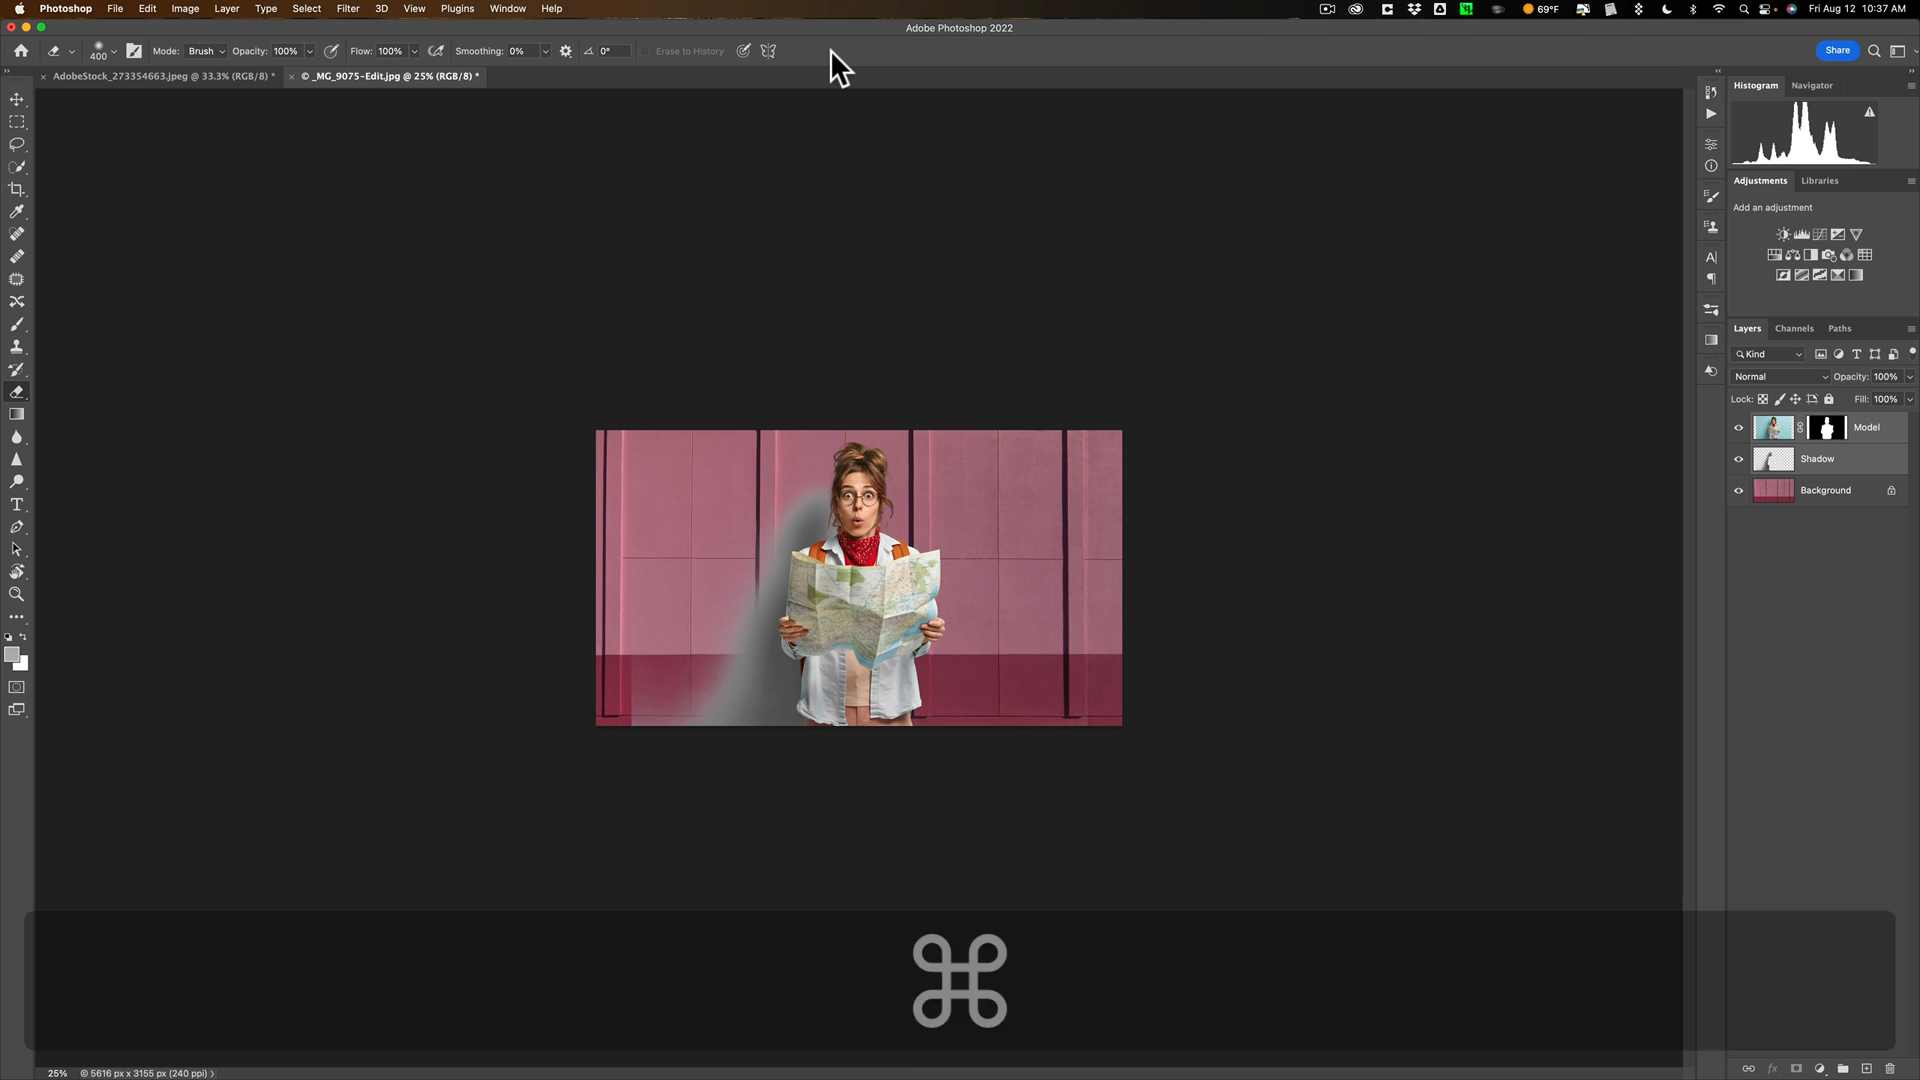 Photoshop File Edit Image Layer Type Select Filter 3D View Plugins Window Help 69°F Fri Aug 12 10:37 AM
Adobe Photoshop 2022
400 Mode: Brush Opacity: 100% Flow: 100% Smoothing: 0% 0° Erase to History Share
× AdobeStock_273354663.jpeg @ 33.3% (RGB/8) * × © _MG_9075-Edit.jpg @ 25% (RGB/8) *
Histogram Navigator
Adjustments Libraries
Add an adjustment
Layers Channels Paths
Kind
Normal Opacity: 100%
Lock: Fill: 100%
Model
Shadow
Background
⌘
25% © 5616 px x 3155 px (240 ppi)